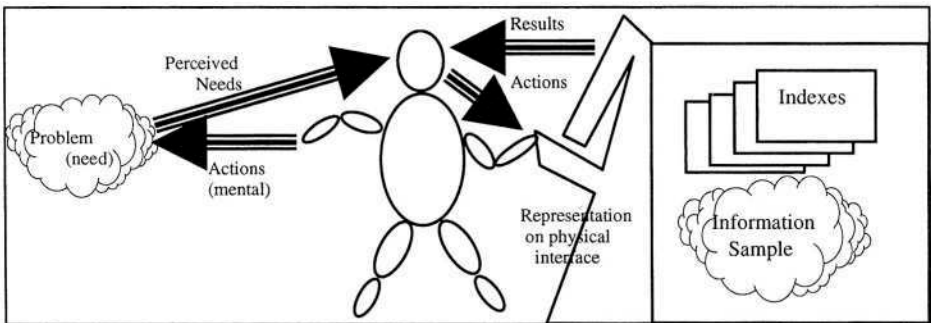 Results
Perceived
Needs
Actions
Indexes
Problem
(need)
Actions
(mental)
Representation
on physical
interface
Information
Sample